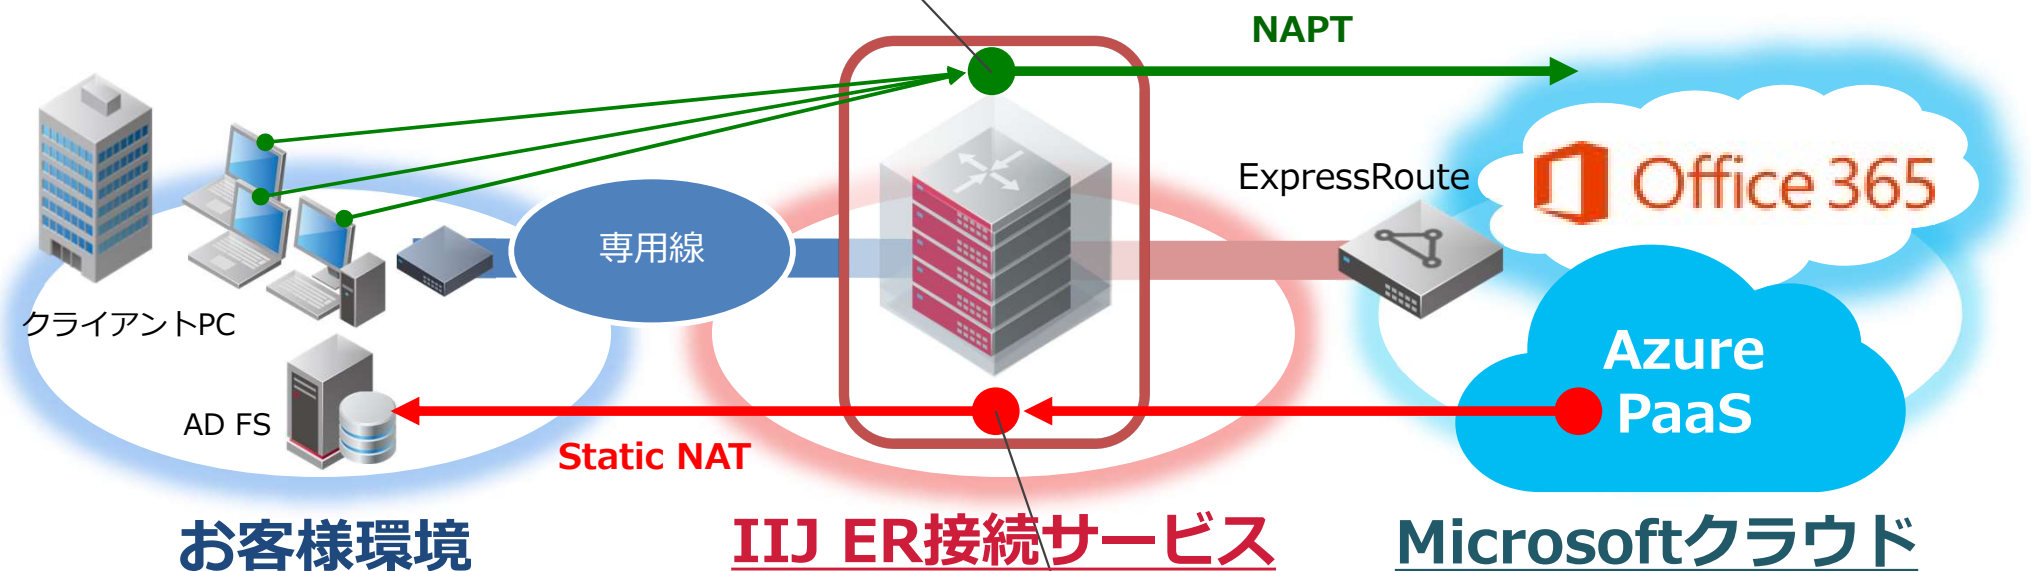 NAPT
ExpressRoute
Office 365
専用線
クライアントPC
Azure
PaaS
AD FS
Static NAT
お客様環境
IIJ ER接続サービス
Microsoftクラウド